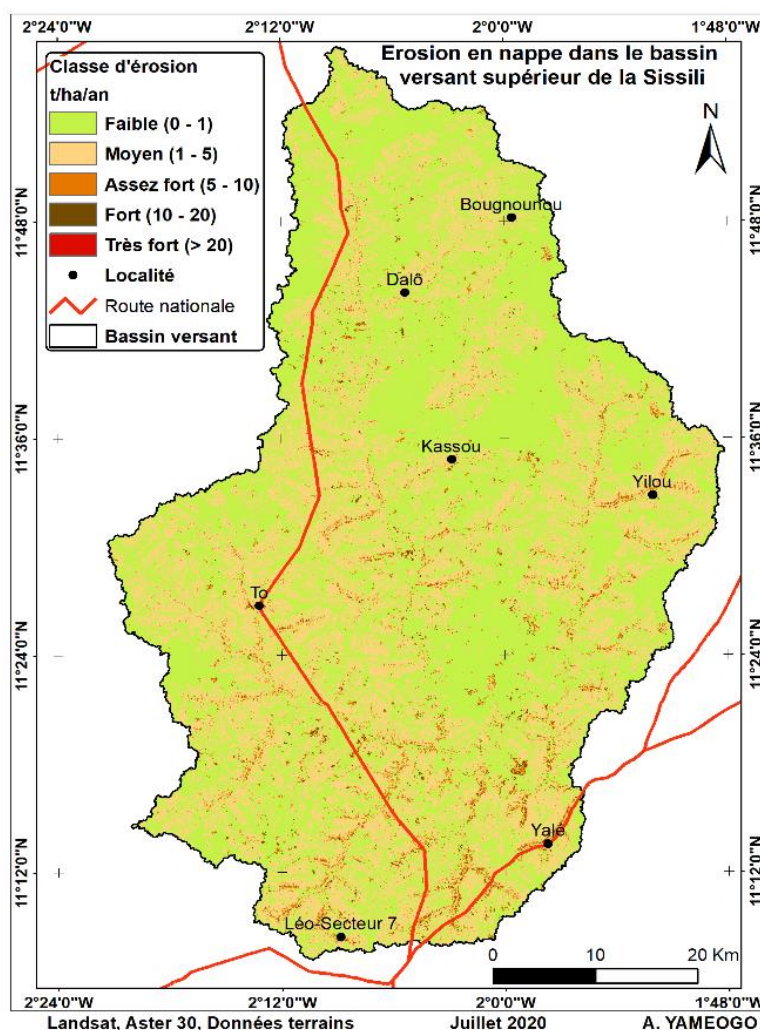 2°24'0"W 2°12'0"W 2°00'0"W 1°48'0"W
Erosion en nappe dans le bassin
versant supérieur de la Sissili
Classe d'érosion
t/ha/an
Faible (0 - 1)
Moyen (1 - 5)
Assez fort (5 - 10)
Fort (10 - 20)
Très fort (> 20)
Localité
Route nationale
Bassin versant
N
11°48'0"N 11°48'0"N
Bougnounou
Dalô
11°36'0"N 11°36'0"N
Kassou
Yilou
To
11°24'0"N 11°24'0"N
Yalé
11°12'0"N 11°12'0"N
Léo-Secteur 7
0 10 20 Km
2°24'0"W 2°12'0"W 2°00'0"W 1°48'0"W
Landsat, Aster 30, Données terrains Juillet 2020 A. YAMEOGO